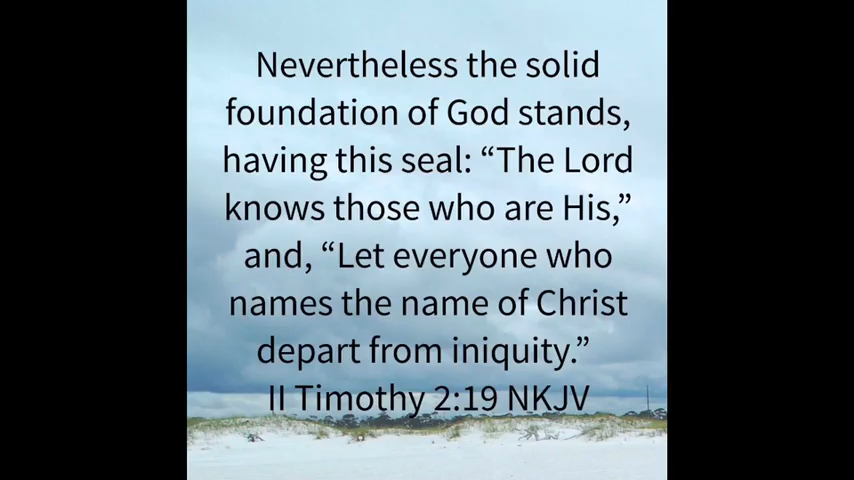 Nevertheless the solid
foundation of God stands,
having this seal: “The Lord
knows those who are His,”
and, “Let everyone who
names the name of Christ
depart from iniquity.”
II Timothy 2:19 NKJV